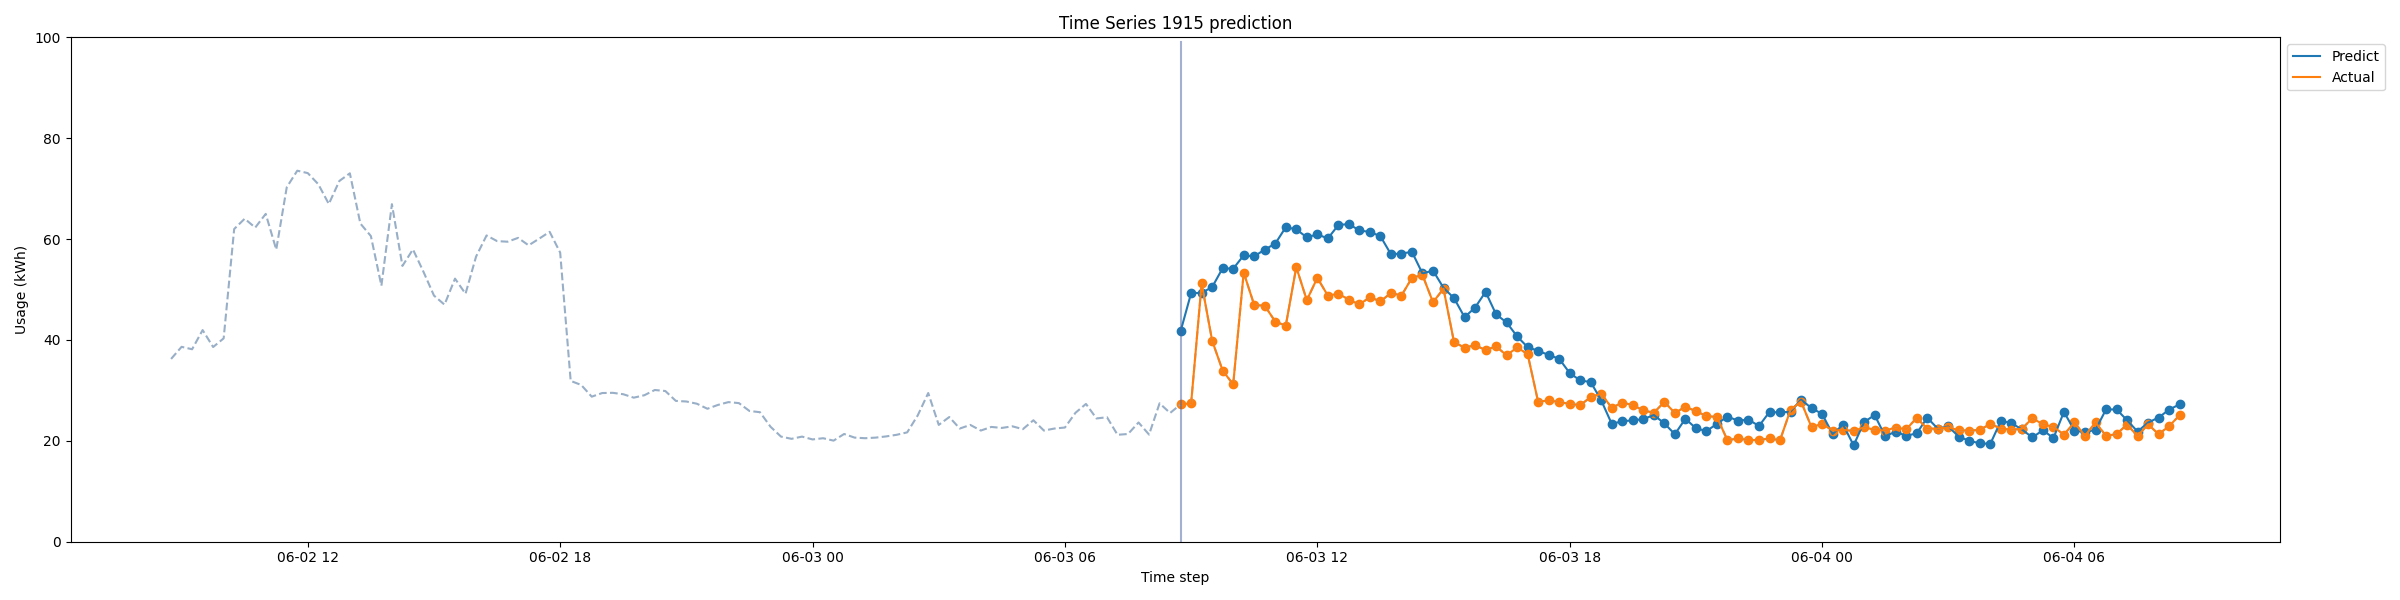 Time Series 1915 prediction
100
80
60
40
20
0
Usage (kWh)
Predict
Actual
06-02 12
06-02 18
06-03 00
06-03 06
06-03 12
06-03 18
06-04 00
06-04 06
Time step